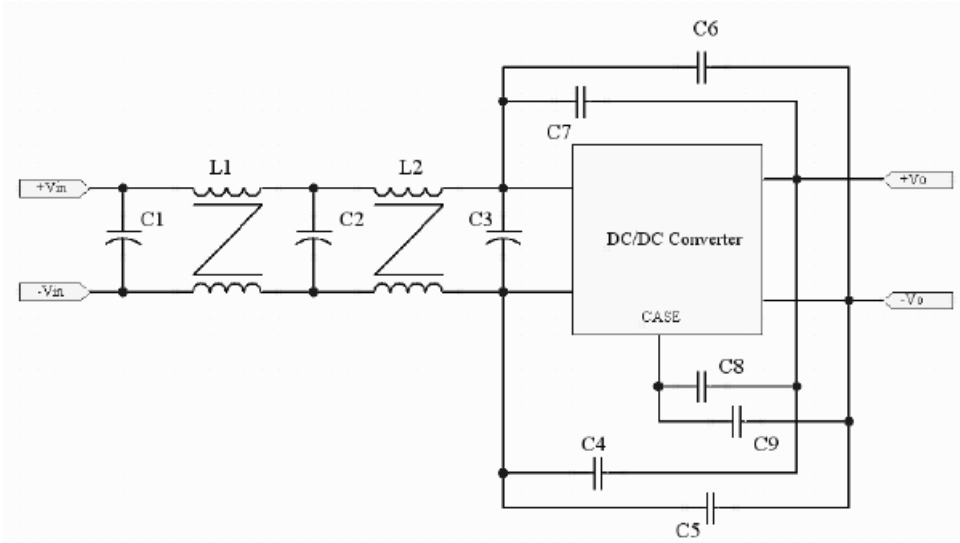 C6
C7
L1
L2
+Vin
+Vo
C1
C2
C3
DC/DC Converter
-Vin
-Vo
CASE
C8
C9
C4
C5